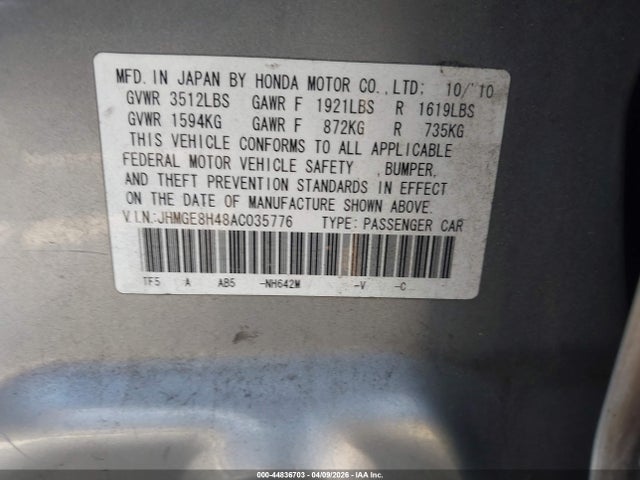 MFD. IN JAPAN BY HONDA MOTOR CO., LTD: 10/'10
GVWR 3512LBS GAWR F 1921LBS R 1619LBS
GVWR 1594KG GAWR F 872KG R 735KG
THIS VEHICLE CONFORMS TO ALL APPLICABLE
FEDERAL MOTOR VEHICLE SAFETY , BUMPER,
AND THEFT PREVENTION STANDARDS IN EFFECT
ON THE DATE OF MANUFACTURE SHOWN ABOVE.
V.I.N.:JHMGE8H48AC035776 TYPE: PASSENGER CAR
TF5 A AB5 -NH642M -V -C
000-44836703 - 04/09/2026 - IAA Inc.